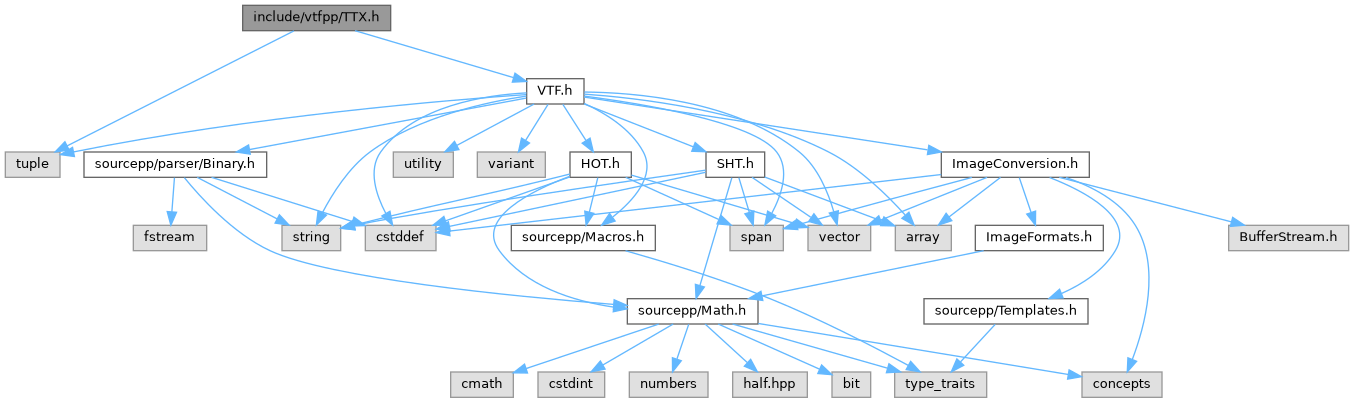 include/vtfpp/TTX.h
VTF.h
tuple
sourcepp/parser/Binary.h
utility
variant
HOT.h
SHT.h
ImageConversion.h
fstream
string
cstddef
sourcepp/Macros.h
span
vector
array
ImageFormats.h
BufferStream.h
sourcepp/Math.h
sourcepp/Templates.h
cmath
cstdint
numbers
half.hpp
bit
type_traits
concepts